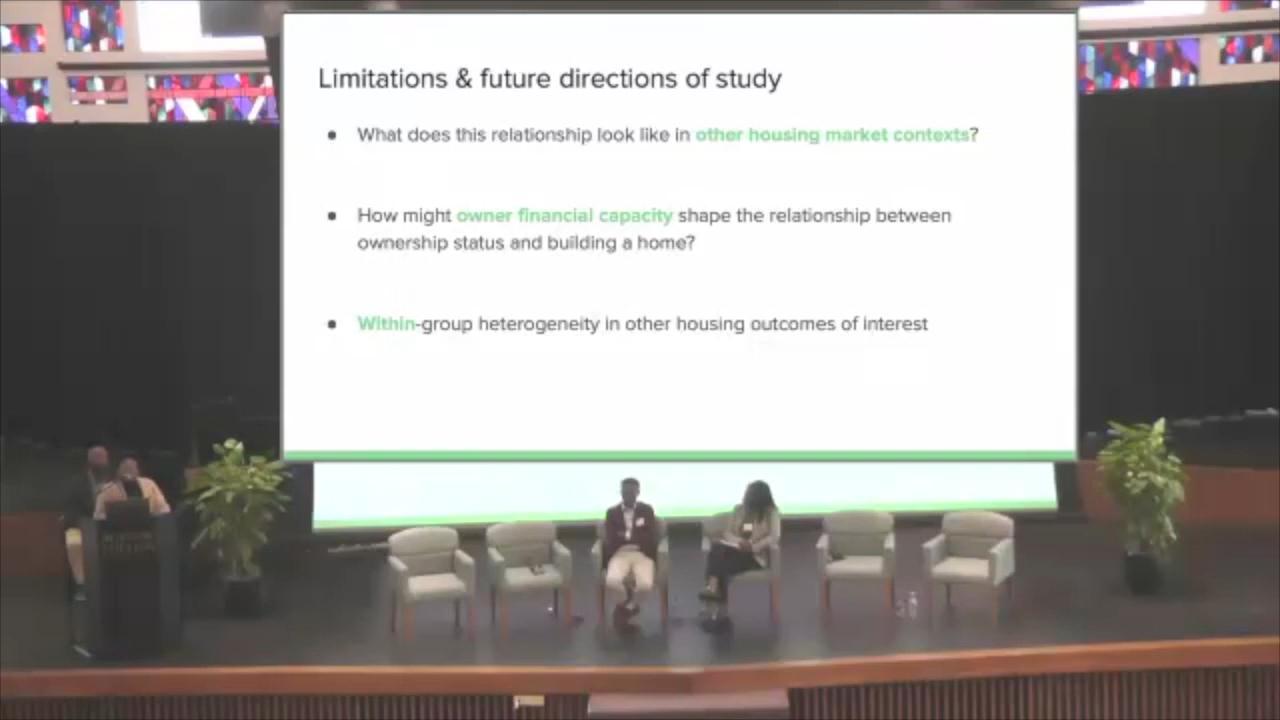 Limitations & future directions of study
● What does this relationship look like in other housing market contexts?
● How might owner financial capacity shape the relationship between
ownership status and building a home?
● Within-group heterogeneity in other housing outcomes of interest